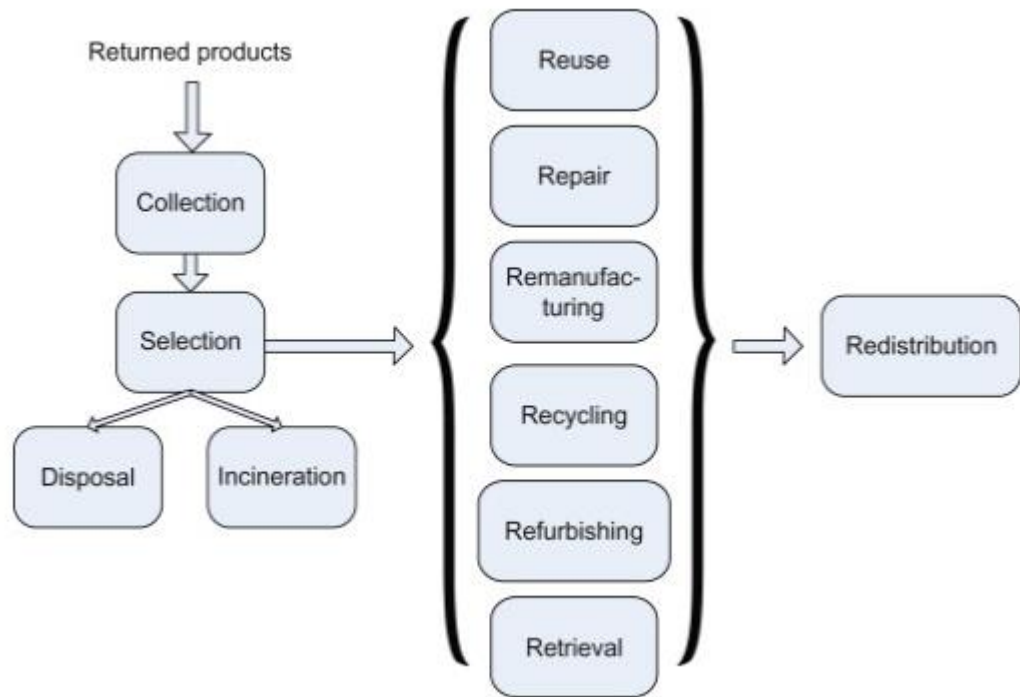 Returned products
Collection
Selection
Disposal
Incineration
Reuse
Repair
Remanufac-
turing
Recycling
Refurbishing
Retrieval
Redistribution